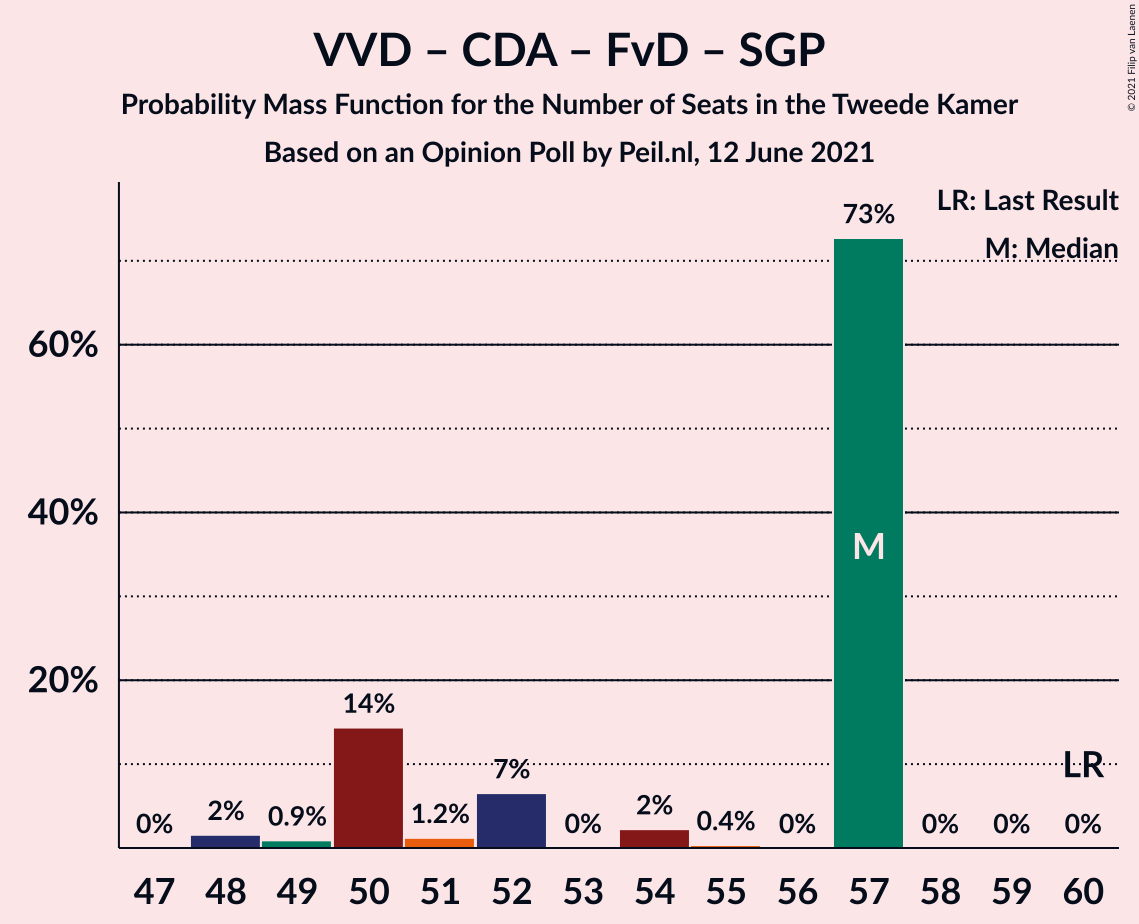 VVD – CDA – FvD – SGP
Probability Mass Function for the Number of Seats in the Tweede Kamer
Based on an Opinion Poll by Peil.nl, 12 June 2021
© 2021 Filip van Laenen
LR: Last Result
M: Median
60%
40%
20%
0%
2%
0.9%
14%
1.2%
7%
0%
2%
0.4%
0%
73%
M
0%
0%
LR
0%
47 48 49 50 51 52 53 54 55 56 57 58 59 60